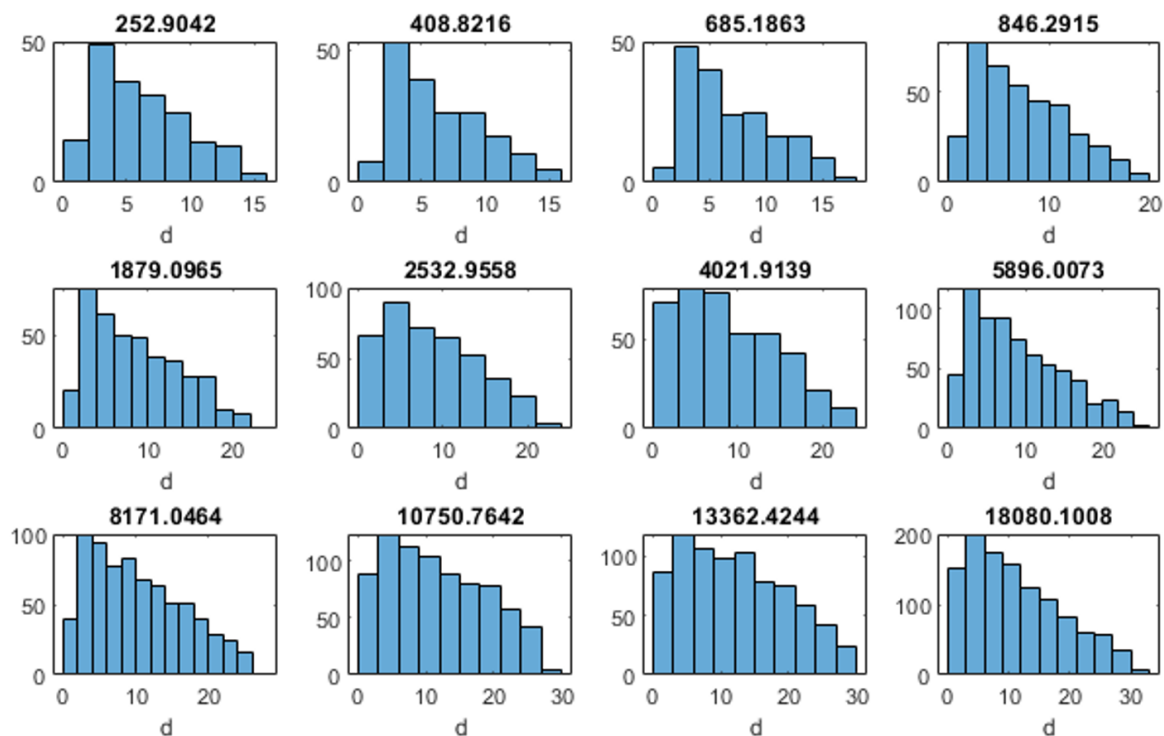 252.9042 408.8216 685.1863 846.2915
50 50 50 50
0 0 0 0
0 5 10 15 0 5 10 15 0 5 10 15 0 10 20
d d d d
1879.0965 2532.9558 4021.9139 5896.0073
50 100 50 100
50 50
0 0 0 0
0 10 20 0 10 20 0 10 20 0 10 20
d d d d
8171.0464 10750.7642 13362.4244 18080.1008
100 100 100 200
50 50 50 100
0 0 0 0
0 10 20 0 10 20 30 0 10 20 30 0 10 20 30
d d d d